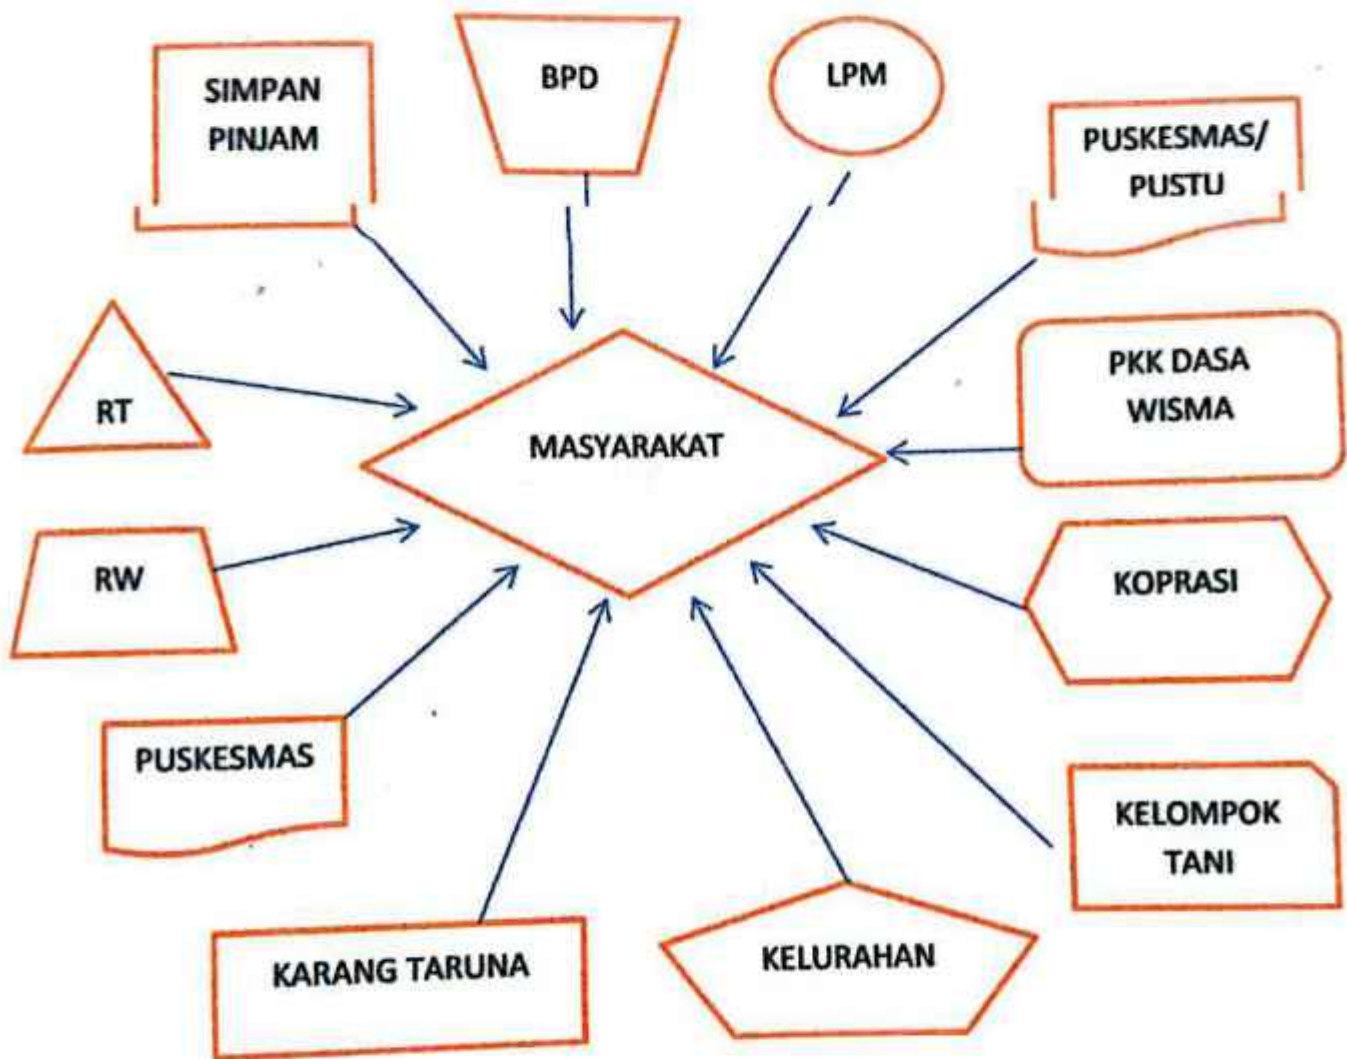 SIMPAN
PINJAM
BPD
LPM
PUSKESMAS/
PUSTU
RT
MASYARAKAT
PKK DASA
WISMA
RW
KOPRASI
PUSKESMAS
KELOMPOK
TANI
KARANG TARUNA
KELURAHAN